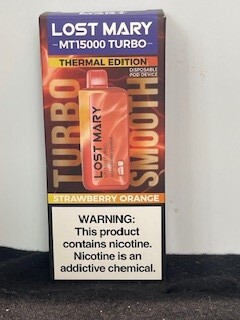 LOST MARY
MT15000 TURBO
THERMAL EDITION
DISPOSABLE
POD DEVICE
TURBO
SMOOTH
LOST MARY
STRAWBERRY ORANGE
WARNING:
This product
contains nicotine.
Nicotine is an
addictive chemical.